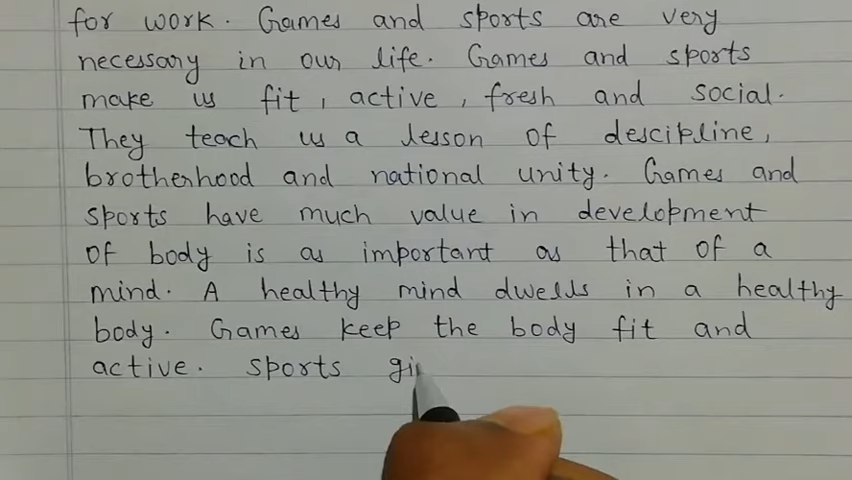 for work. Games and sports are very
necessary in our life. Games and sports
make us fit, active, fresh and social.
They teach us a lesson of descipline,
brotherhood and national unity. Games and
sports have much value in development
of body is as important as that of a
mind. A healthy mind dwells in a healthy
body. Games keep the body fit and
active. Sports gi